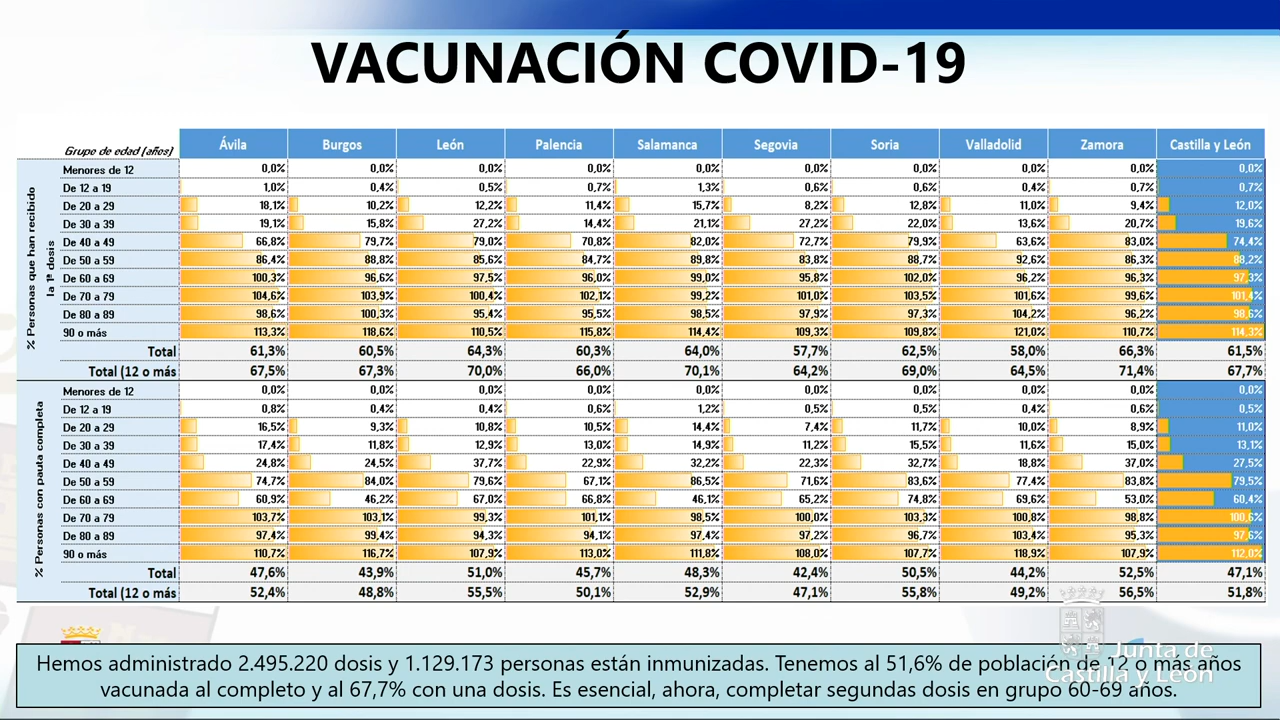 VACUNACIÓN COVID-19
Grupo de edad (años) Ávila Burgos León Palencia Salamanca Segovia Soria Valladolid Zamora Castilla y León
% Personas que han recibido la 1ª dosis
Menores de 12 0,0% 0,0% 0,0% 0,0% 0,0% 0,0% 0,0% 0,0% 0,0% 0,0%
De 12 a 19 1,0% 0,4% 0,5% 0,7% 1,3% 0,6% 0,6% 0,4% 0,7% 0,7%
De 20 a 29 18,1% 10,2% 12,2% 11,4% 15,7% 8,2% 12,8% 11,0% 9,4% 12,0%
De 30 a 39 19,1% 15,8% 27,2% 14,4% 21,1% 27,2% 22,0% 13,6% 20,7% 19,6%
De 40 a 49 66,8% 79,7% 79,0% 70,8% 82,0% 72,7% 79,9% 63,6% 83,0% 74,4%
De 50 a 59 86,4% 88,8% 85,6% 84,7% 89,8% 83,8% 88,7% 92,6% 86,3% 88,2%
De 60 a 69 100,3% 96,6% 97,5% 96,0% 99,0% 95,8% 102,0% 96,2% 96,3% 97,3%
De 70 a 79 104,6% 103,9% 100,4% 102,1% 99,2% 101,0% 103,5% 101,6% 99,6% 101,4%
De 80 a 89 98,6% 100,3% 95,4% 95,5% 98,5% 97,9% 97,3% 104,2% 96,2% 98,6%
90 o más 113,3% 118,6% 110,5% 115,8% 114,4% 109,3% 109,8% 121,0% 110,7% 114,3%
Total 61,3% 60,5% 64,3% 60,3% 64,0% 57,7% 62,5% 58,0% 66,3% 61,5%
Total (12 o más 67,5% 67,3% 70,0% 66,0% 70,1% 64,2% 69,0% 64,5% 71,4% 67,7%
% Personas con pauta completa
Menores de 12 0,0% 0,0% 0,0% 0,0% 0,0% 0,0% 0,0% 0,0% 0,0% 0,0%
De 12 a 19 0,8% 0,4% 0,4% 0,6% 1,2% 0,5% 0,5% 0,4% 0,6% 0,5%
De 20 a 29 16,5% 9,3% 10,8% 10,5% 14,4% 7,4% 11,7% 10,0% 8,9% 11,0%
De 30 a 39 17,4% 11,8% 12,9% 13,0% 14,9% 11,2% 15,5% 11,6% 15,0% 13,1%
De 40 a 49 24,8% 24,5% 37,7% 22,9% 32,2% 22,3% 32,7% 18,8% 37,0% 27,5%
De 50 a 59 74,7% 84,0% 79,6% 67,1% 86,5% 71,6% 83,6% 77,4% 83,8% 79,5%
De 60 a 69 60,9% 46,2% 67,0% 66,8% 46,1% 65,2% 74,8% 69,6% 53,0% 60,4%
De 70 a 79 103,7% 103,1% 99,3% 101,1% 98,5% 100,0% 103,3% 100,8% 98,8% 100,6%
De 80 a 89 97,4% 99,4% 94,3% 94,1% 97,4% 97,2% 96,7% 103,4% 95,3% 97,6%
90 o más 110,7% 116,7% 107,9% 113,0% 111,8% 108,0% 107,7% 118,9% 107,9% 112,0%
Total 47,6% 43,9% 51,0% 45,7% 48,3% 42,4% 50,5% 44,2% 52,5% 47,1%
Total (12 o más 52,4% 48,8% 55,5% 50,1% 52,9% 47,1% 55,8% 49,2% 56,5% 51,8%
Hemos administrado 2.495.220 dosis y 1.129.173 personas están inmunizadas. Tenemos al 51,6% de población de 12 o más años
vacunada al completo y al 67,7% con una dosis. Es esencial, ahora, completar segundas dosis en grupo 60-69 años.
Junta de
Castilla y León